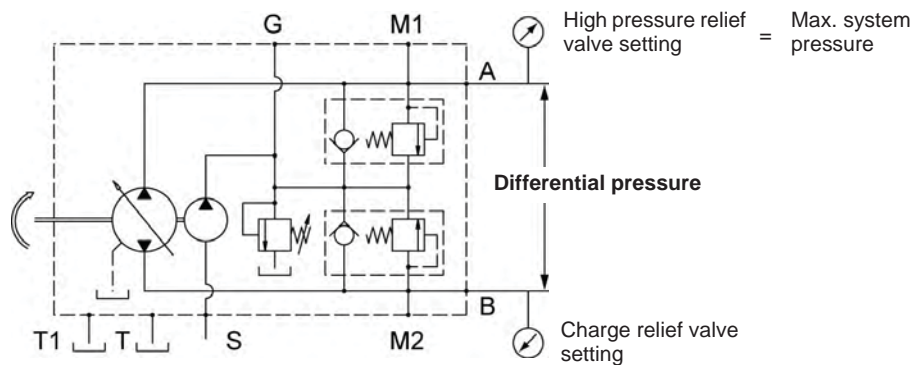 G
M1
High pressure relief
valve setting
=
Max. system
pressure
A
Differential pressure
B
T1
T
S
M2
Charge relief valve
setting